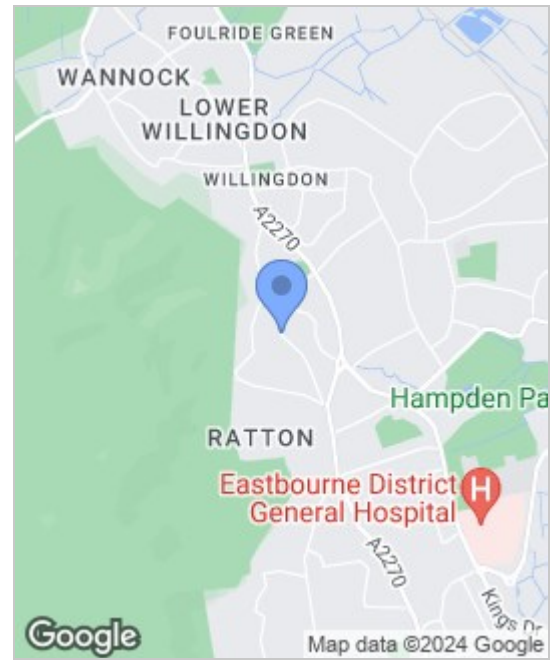 FOULRIDE GREEN
WANNOCK
LOWER
WILLINGDON
WILLINGDON
A2270
Hampden Pa
RATTON
Eastbourne District
General Hospital
H
A2270
Kings Dr
Google
Map data ©2024 Google